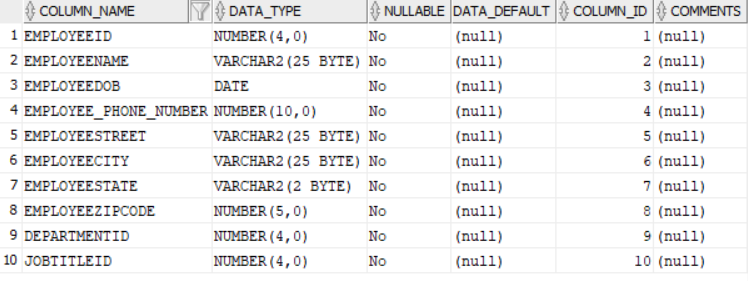 COLUMN_NAME DATA_TYPE NULLABLE DATA_DEFAULT COLUMN_ID COMMENTS
1 EMPLOYEEID NUMBER(4,0) No (null) 1 (null)
2 EMPLOYEENAME VARCHAR2(25 BYTE) No (null) 2 (null)
3 EMPLOYEEDOB DATE No (null) 3 (null)
4 EMPLOYEE_PHONE_NUMBER NUMBER(10,0) No (null) 4 (null)
5 EMPLOYEESTREET VARCHAR2(25 BYTE) No (null) 5 (null)
6 EMPLOYEECITY VARCHAR2(25 BYTE) No (null) 6 (null)
7 EMPLOYEESTATE VARCHAR2(2 BYTE) No (null) 7 (null)
8 EMPLOYEEZIPCODE NUMBER(5,0) No (null) 8 (null)
9 DEPARTMENTID NUMBER(4,0) No (null) 9 (null)
10 JOBTITLEID NUMBER(4,0) No (null) 10 (null)